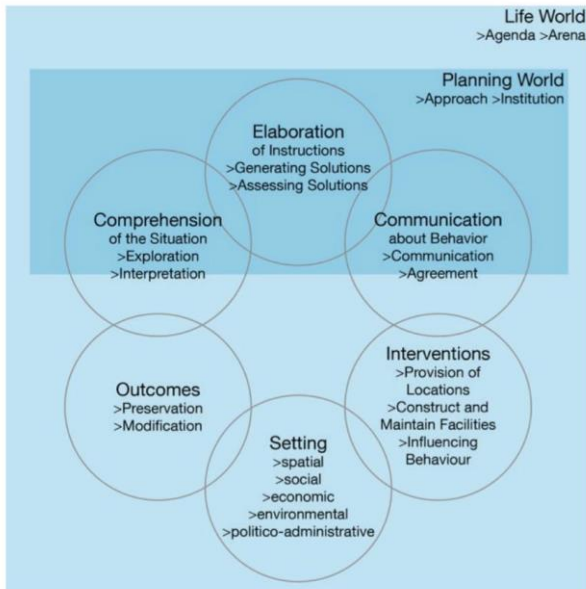 Life World
>Agenda >Arena
Planning World
>Approach >Institution
Elaboration
of Instructions
>Generating Solutions
>Assessing Solutions
Comprehension
of the Situation
>Exploration
>Interpretation
Communication
about Behavior
>Communication
>Agreement
Interventions
>Provision of
Locations
>Construct and
Maintain Facilities
>Influencing
Behaviour
Outcomes
>Preservation
>Modification
Setting
>spatial
>social
>economic
>environmental
>politico-administrative